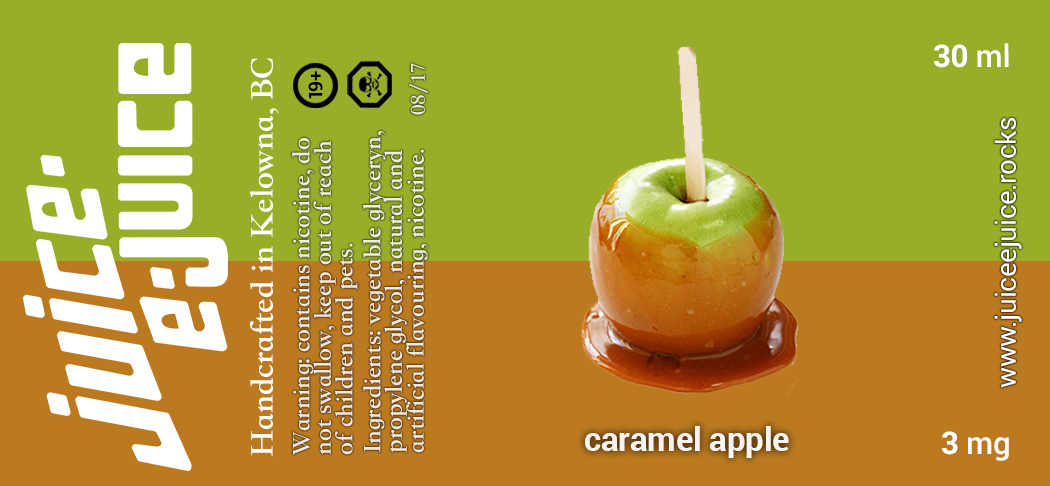 juice·
e·juice
Handcrafted in Kelowna, BC
Warning: contains nicotine, do
not swallow, keep out of reach
of children and pets.
Ingredients: vegetable glyceryn,
propylene glycol, natural and
artificial flavouring, nicotine.
19+
08/17
caramel apple
30 ml
www.juiceejuice.rocks
3 mg